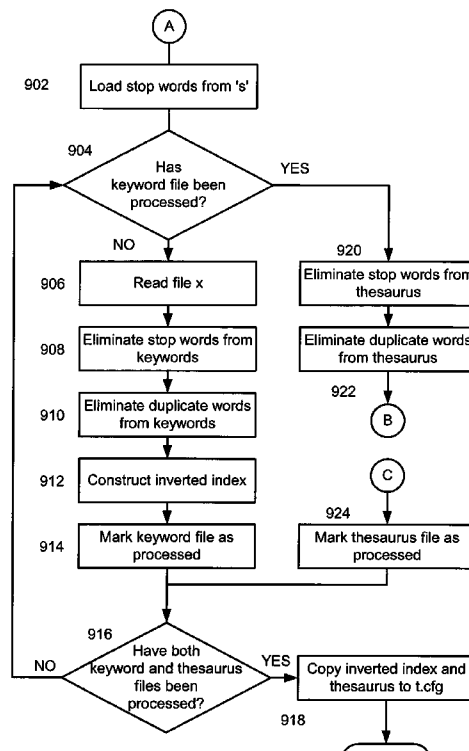 A
902
Load stop words from 's'
904
Has
keyword file been
processed?
YES
NO
906
Read file x
908
Eliminate stop words from
keywords
910
Eliminate duplicate words
from keywords
912
Construct inverted index
914
Mark keyword file as
processed
920
Eliminate stop words from
thesaurus
Eliminate duplicate words
from thesaurus
922
B
C
924
Mark thesaurus file as
processed
916
Have both
keyword and thesaurus
files been
processed?
NO
YES
Copy inverted index and
thesaurus to t.cfg
918